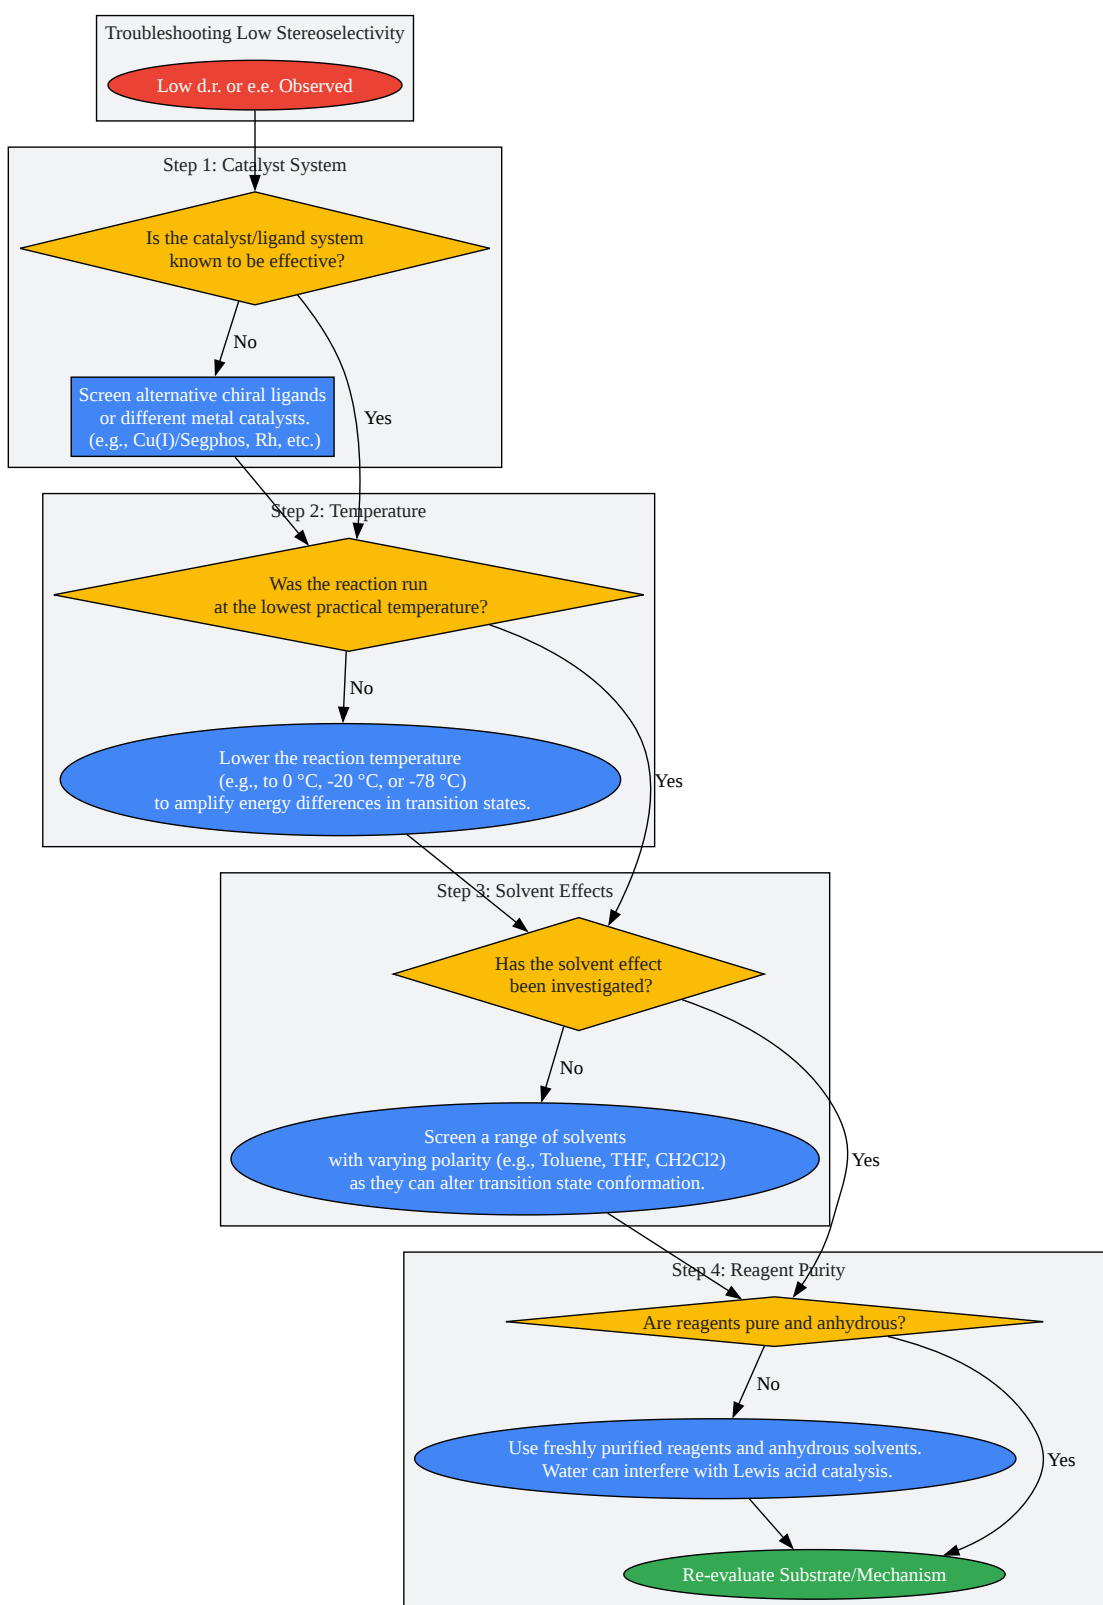 Troubleshooting Low Stereoselectivity
Low d.r. or e.e. Observed
Step 1: Catalyst System
Is the catalyst/ligand system
known to be effective?
No
Yes
Screen alternative chiral ligands
or different metal catalysts.
(e.g., Cu(I)/Segphos, Rh, etc.)
Step 2: Temperature
Was the reaction run
at the lowest practical temperature?
No
Yes
Lower the reaction temperature
(e.g., to 0 °C, -20 °C, or -78 °C)
to amplify energy differences in transition states.
Step 3: Solvent Effects
Has the solvent effect
been investigated?
No
Yes
Screen a range of solvents
with varying polarity (e.g., Toluene, THF, CH2Cl2)
as they can alter transition state conformation.
Step 4: Reagent Purity
Are reagents pure and anhydrous?
No
Yes
Use freshly purified reagents and anhydrous solvents.
Water can interfere with Lewis acid catalysis.
Re-evaluate Substrate/Mechanism